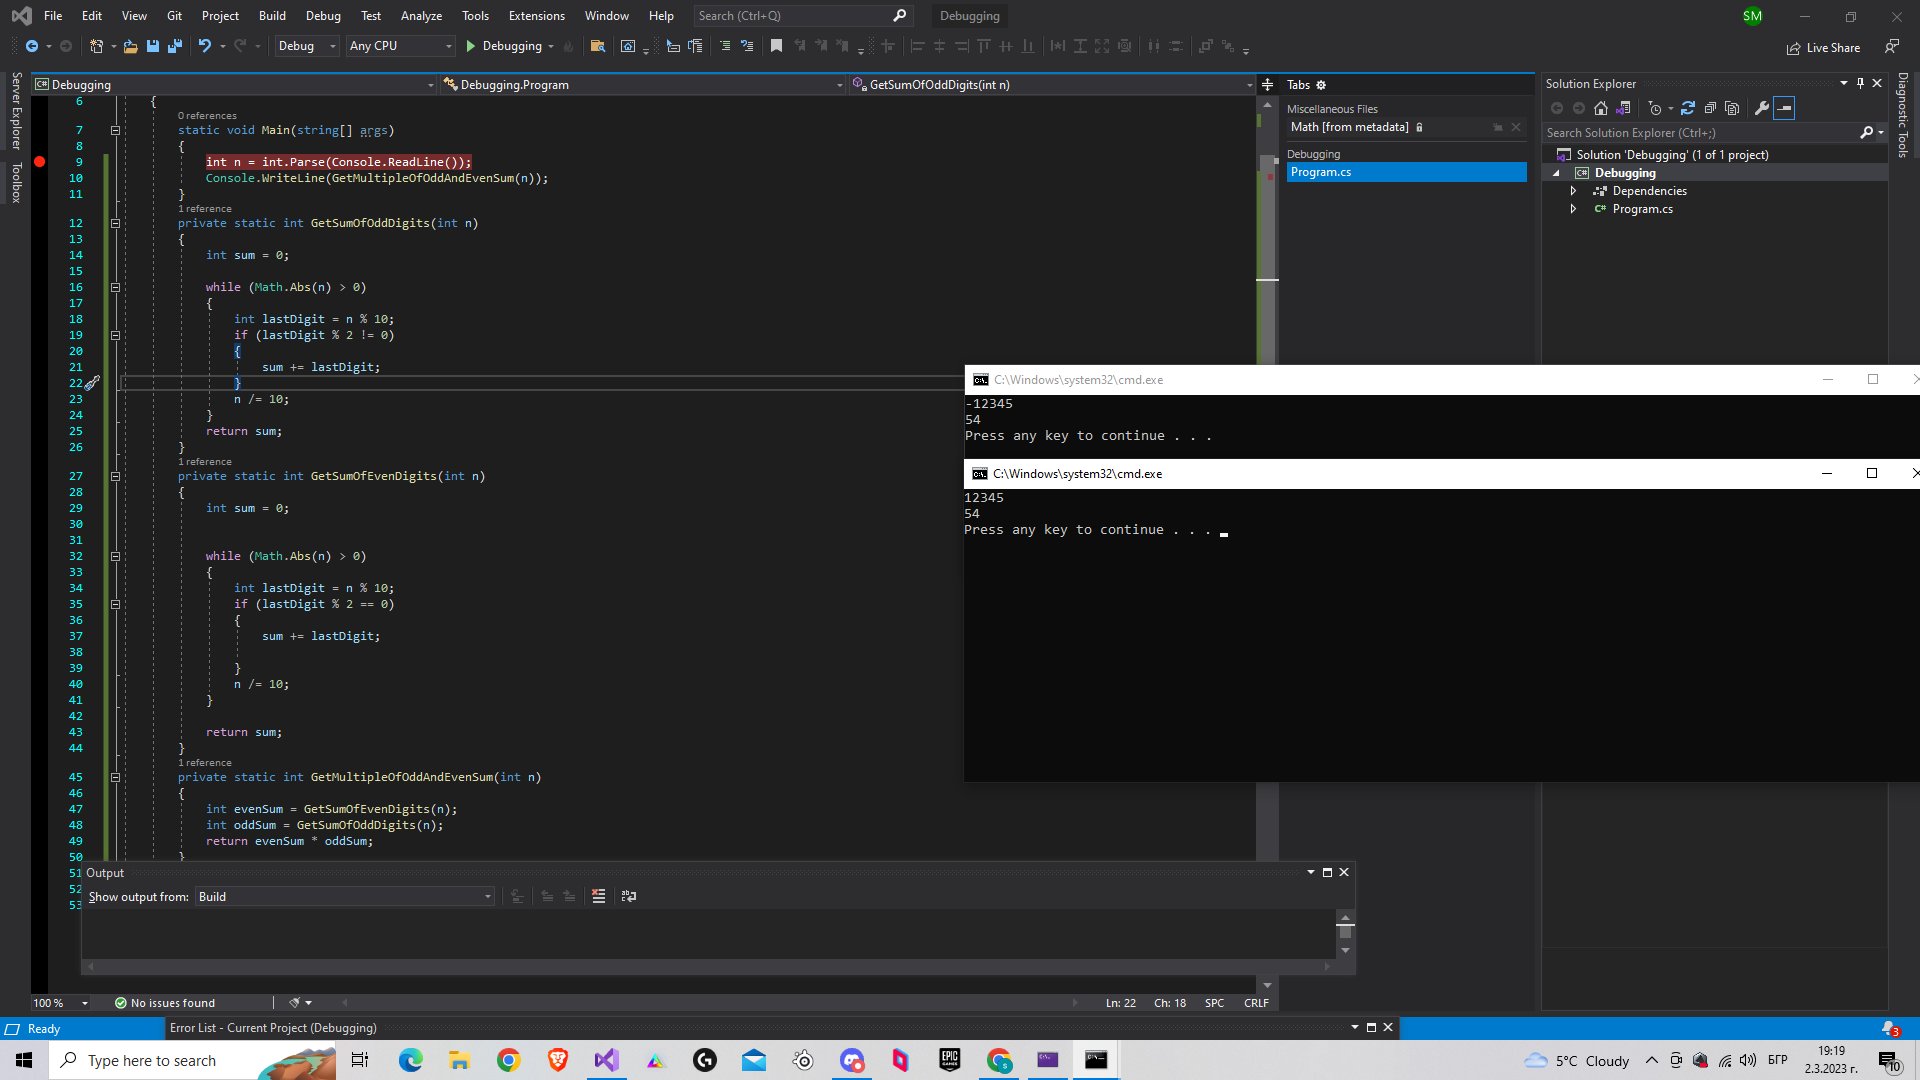 File Edit View Git Project Build Debug Test Analyze Tools Extensions Window Help Search (Ctrl+Q) Debugging SM
Debug Any CPU Debugging Live Share
Server Explorer
Toolbox
Debugging Debugging.Program GetSumOfOddDigits(int n)
6 {
0 references
7 static void Main(string[] args)
8 {
9 int n = int.Parse(Console.ReadLine());
10 Console.WriteLine(GetMultipleOfOddAndEvenSum(n));
11 }
1 reference
12 private static int GetSumOfOddDigits(int n)
13 {
14 int sum = 0;
15
16 while (Math.Abs(n) > 0)
17 {
18 int lastDigit = n % 10;
19 if (lastDigit % 2 != 0)
20 {
21 sum += lastDigit;
22 }
23 n /= 10;
24 }
25 return sum;
26 }
1 reference
27 private static int GetSumOfEvenDigits(int n)
28 {
29 int sum = 0;
30
31
32 while (Math.Abs(n) > 0)
33 {
34 int lastDigit = n % 10;
35 if (lastDigit % 2 == 0)
36 {
37 sum += lastDigit;
38
39 }
40 n /= 10;
41 }
42
43 return sum;
44 }
1 reference
45 private static int GetMultipleOfOddAndEvenSum(int n)
46 {
47 int evenSum = GetSumOfEvenDigits(n);
48 int oddSum = GetSumOfOddDigits(n);
49 return evenSum * oddSum;
50 }
51
52
53
Output
Show output from: Build
100 % No issues found Ln: 22 Ch: 18 SPC CRLF
Tabs
Miscellaneous Files
Math [from metadata]
Debugging
Program.cs
Solution Explorer
Search Solution Explorer (Ctrl+;)
Solution 'Debugging' (1 of 1 project)
Debugging
Dependencies
Program.cs
Diagnostic Tools
C:\Windows\system32\cmd.exe
-12345
54
Press any key to continue . . .
C:\Windows\system32\cmd.exe
12345
54
Press any key to continue . . .
Ready Error List - Current Project (Debugging) 3
Type here to search 5°C Cloudy БГР 19:19
2.3.2023 г. 10